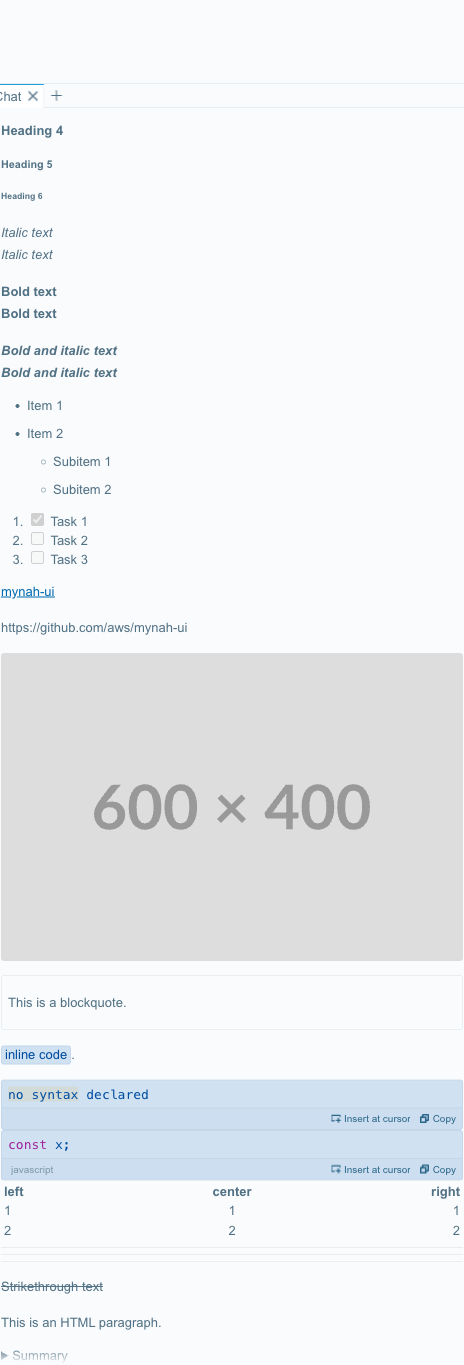 Chat
Heading 4
Heading 5
Heading 6
Italic text
Italic text
Bold text
Bold text
Bold and italic text
Bold and italic text
Item 1
Item 2
Subitem 1
Subitem 2
1. Task 1
2. Task 2
3. Task 3
mynah-ui
https://github.com/aws/mynah-ui
600 × 400
This is a blockquote.
inline code.
no syntax declared
Insert at cursor Copy
const x;
javascript Insert at cursor Copy
left center right
1 1 1
2 2 2
Strikethrough text
This is an HTML paragraph.
Summary